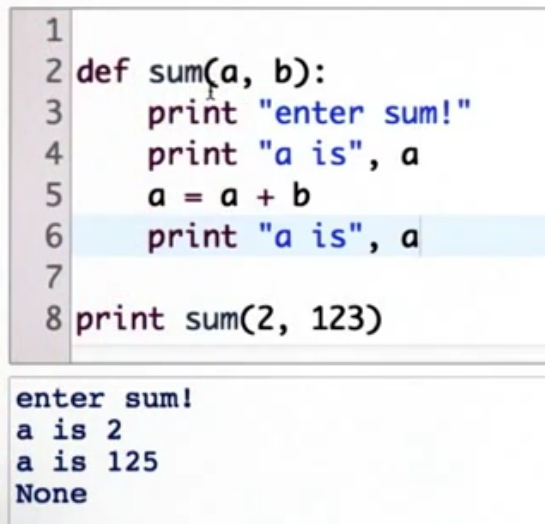 1
2 def sum(a, b):
3     print "enter sum!"
4     print "a is", a
5     a = a + b
6     print "a is", a
7
8 print sum(2, 123)
enter sum!
a is 2
a is 125
None